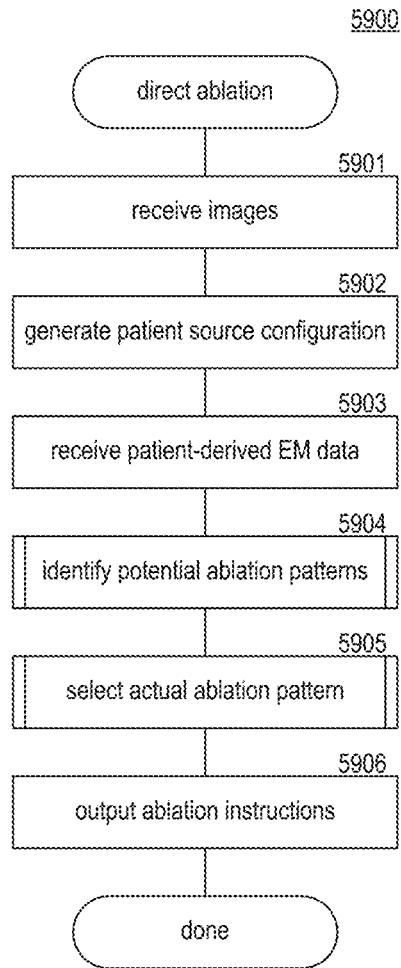 5900
direct ablation
5901
receive images
5902
generate patient source configuration
5903
receive patient-derived EM data
5904
identify potential ablation patterns
5905
select actual ablation pattern
5906
output ablation instructions
done